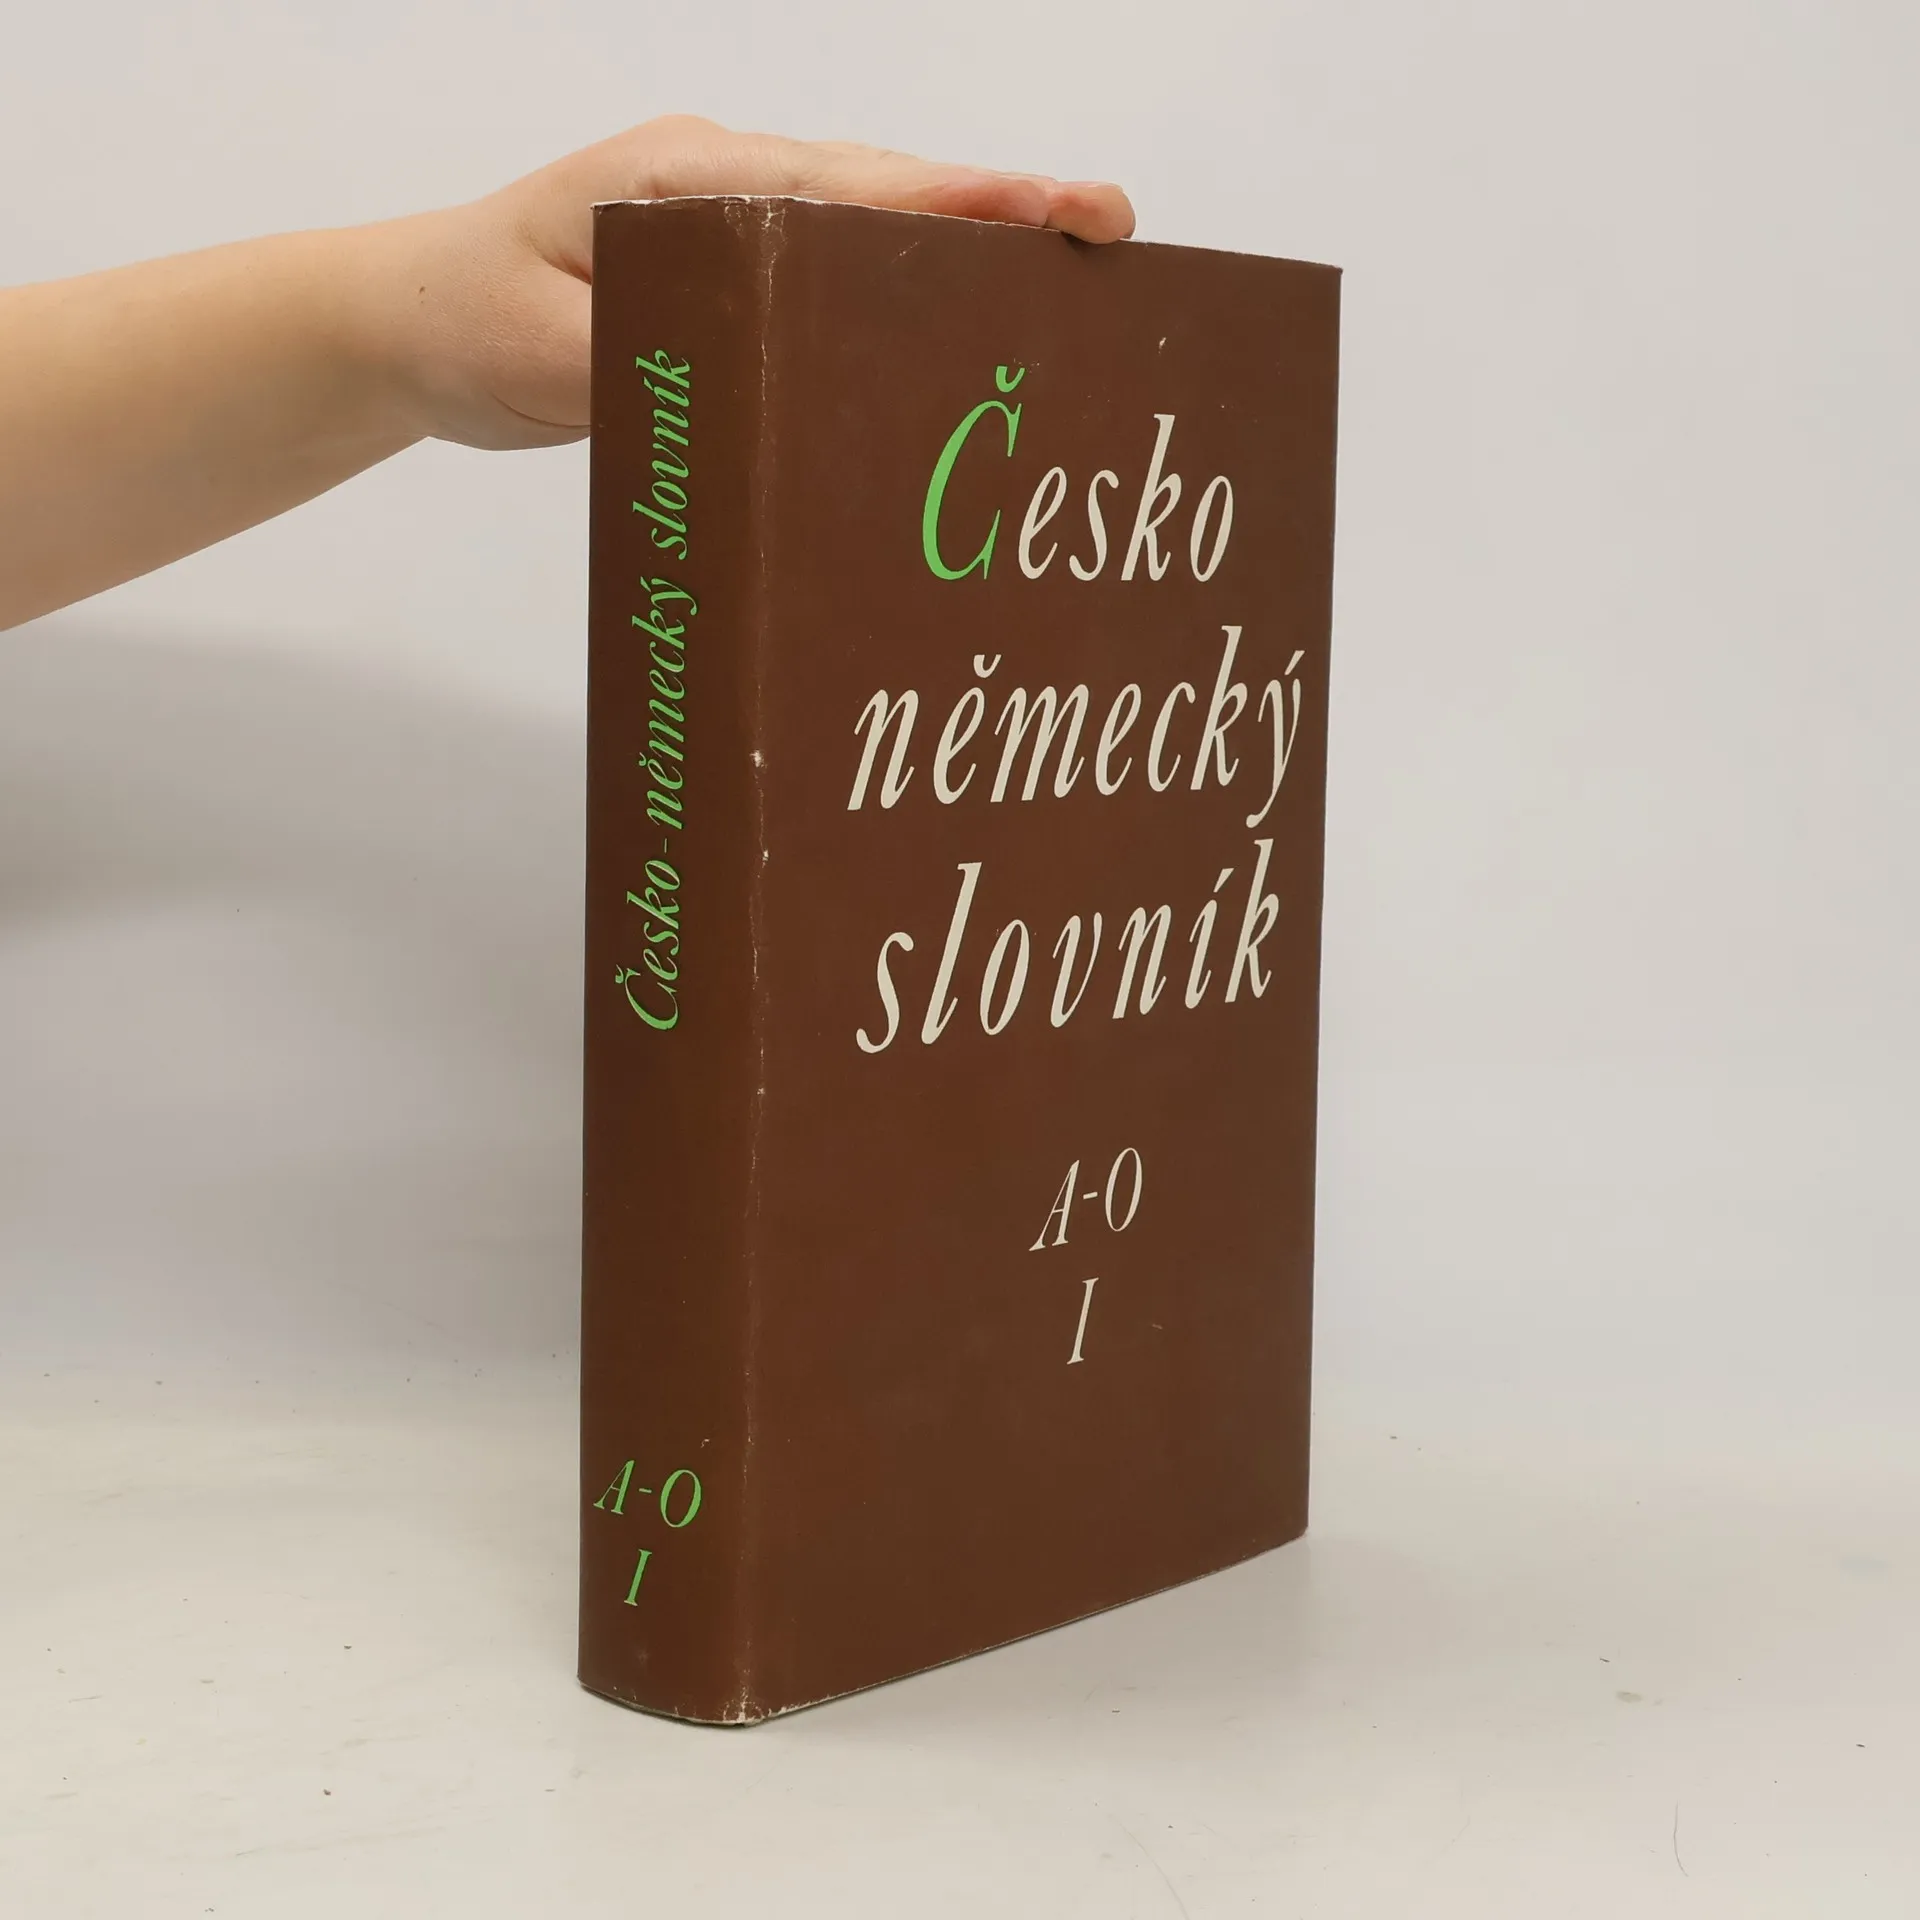 Česko-německý slovník
A-O
I
Česko
německý
slovník
A-O
I